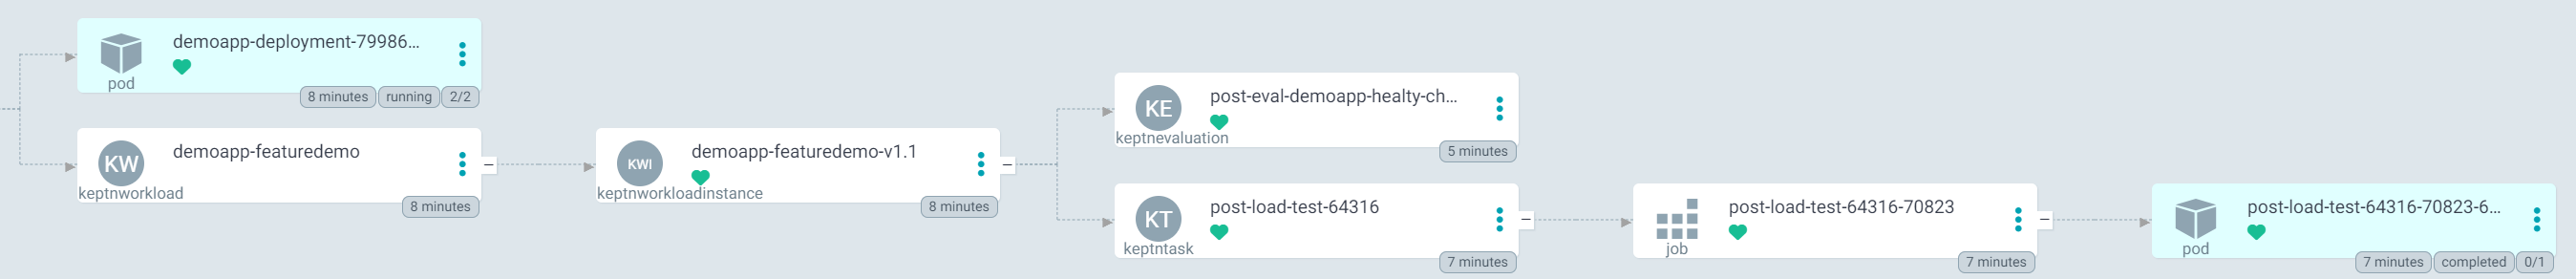 demoapp-deployment-79986...
pod
8 minutes running 2/2
KW
demoapp-featuredemo
keptnworkload
8 minutes
KWI
demoapp-featuredemo-v1.1
keptnworkloadinstance
8 minutes
KE
post-eval-demoapp-healty-ch...
keptnevaluation
5 minutes
KT
post-load-test-64316
keptntask
7 minutes
post-load-test-64316-70823
job
7 minutes
post-load-test-64316-70823-6...
pod
7 minutes completed 0/1